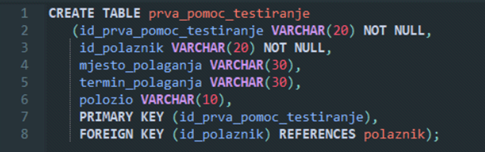 1 CREATE TABLE prva_pomoc_testiranje
2 (id_prva_pomoc_testiranje VARCHAR(20) NOT NULL,
3 id_polaznik VARCHAR(20) NOT NULL,
4 mjesto_polaganja VARCHAR(30),
5 termin_polaganja VARCHAR(30),
6 polozio VARCHAR(10),
7 PRIMARY KEY (id_prva_pomoc_testiranje),
8 FOREIGN KEY (id_polaznik) REFERENCES polaznik);